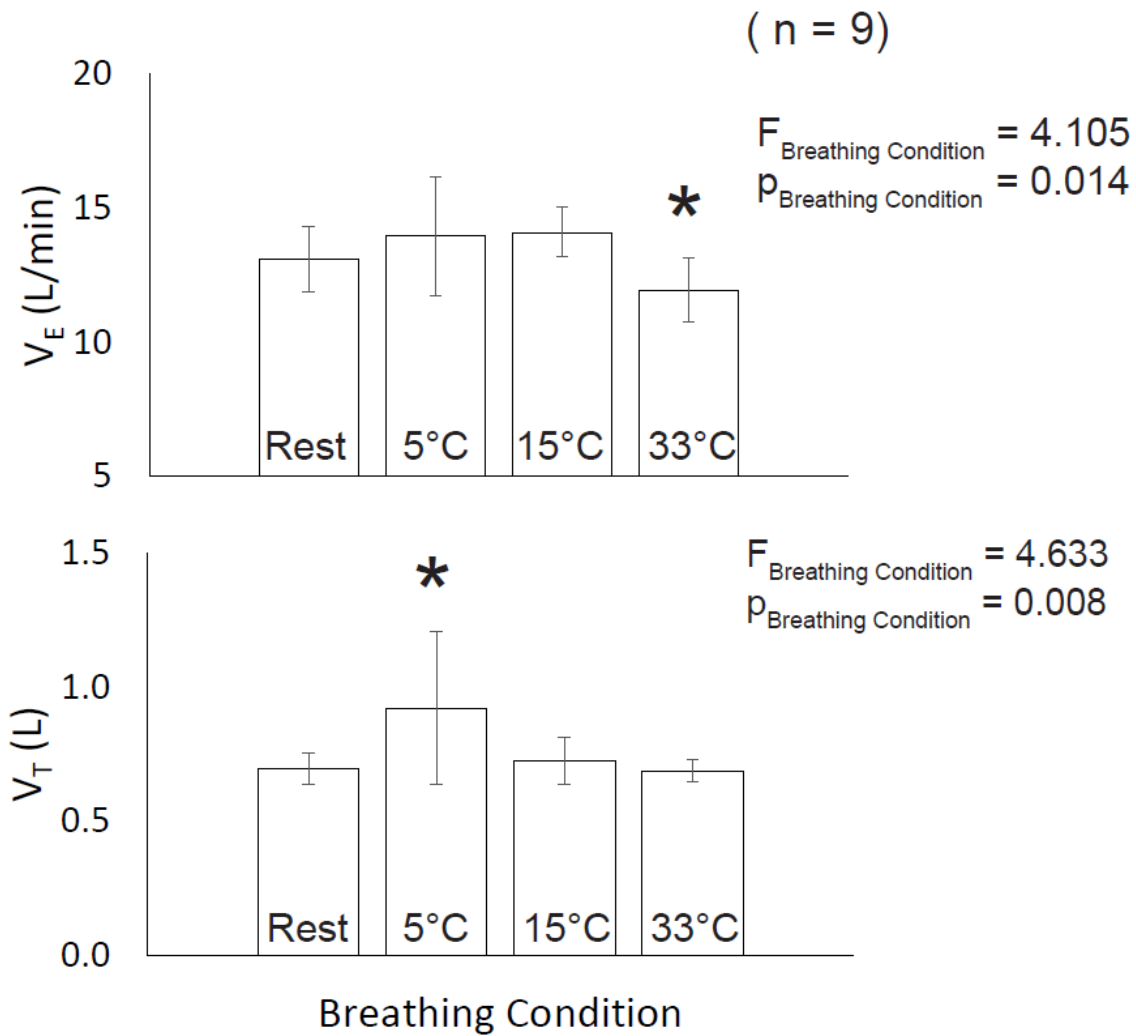 ( n = 9)
20
15
10
5
V_E (L/min)
F_Breathing Condition = 4.105
p_Breathing Condition = 0.014
*
Rest 5°C 15°C 33°C
1.5
1.0
0.5
0.0
V_T (L)
F_Breathing Condition = 4.633
p_Breathing Condition = 0.008
*
Rest 5°C 15°C 33°C
Breathing Condition